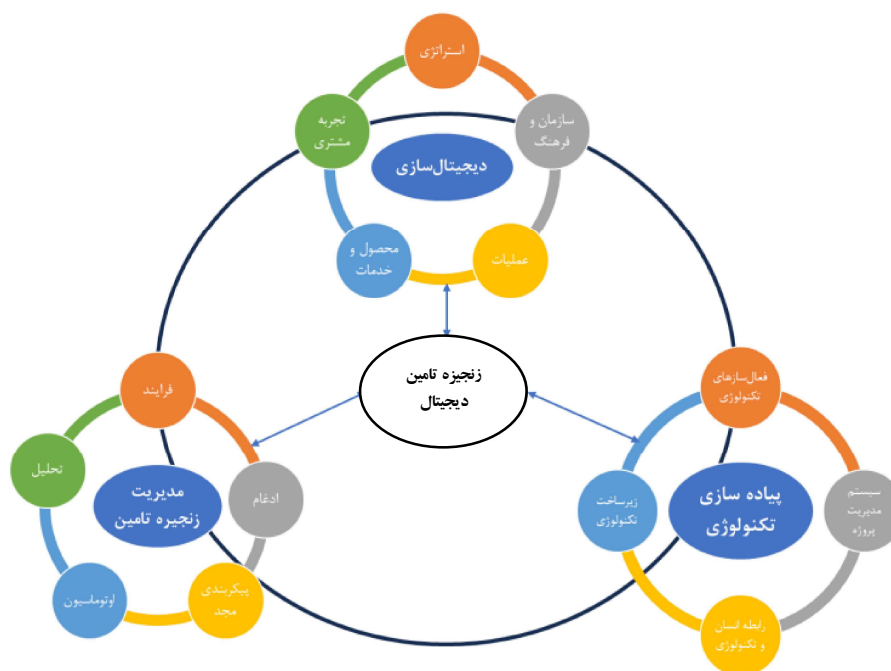 استراتژی
سازمان و
فرهنگ
عملیات
محصول و
خدمات
تجربه
مشتری
دیجیتال‌سازی
زنجیزه تامین
دیجیتال
فعال‌سازهای
تکنولوژی
سیستم
مدیریت
پروژه
رابطه انسان
و تکنولوژی
زیرساخت
تکنولوژی
پیاده سازی
تکنولوژی
فرایند
ادغام
پیکربندی
مجد
اوتوماسیون
تحلیل
مدیریت
زنجیره تامین